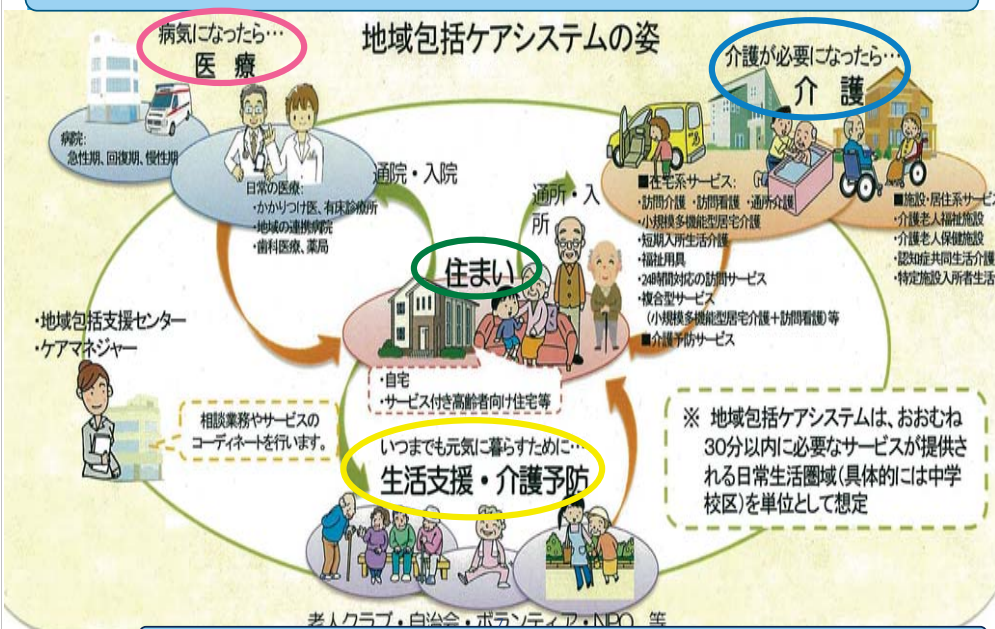 地域包括ケアシステムの姿
病気になったら…
医療
病院:
急性期、回復期、慢性期
日常の医療:
・かかりつけ医、有床診療所
・地域の連携病院
・歯科医療、薬局
通院・入院
通所・入
所
介護が必要になったら…
介護
■在宅系サービス:
・訪問介護・訪問看護・通所介護
・小規模多機能型居宅介護
・短期入所生活介護
・福祉用具
・24時間対応の訪問サービス
・複合型サービス
(小規模多機能型居宅介護+訪問看護)等
■介護予防サービス
■施設・居住系サービス
・介護老人福祉施設
・介護老人保健施設
・認知症共同生活介護
・特定施設入所者生活
住まい
・自宅
・サービス付き高齢者向け住宅等
・地域包括支援センター
・ケアマネジャー
相談業務やサービスの
コーディネートを行います。
いつまでも元気に暮らすために…
生活支援・介護予防
※ 地域包括ケアシステムは、おおむね
30分以内に必要なサービスが提供さ
れる日常生活圏域(具体的には中学
校区)を単位として想定
老人クラブ・自治会・ボランティア・NPO 等